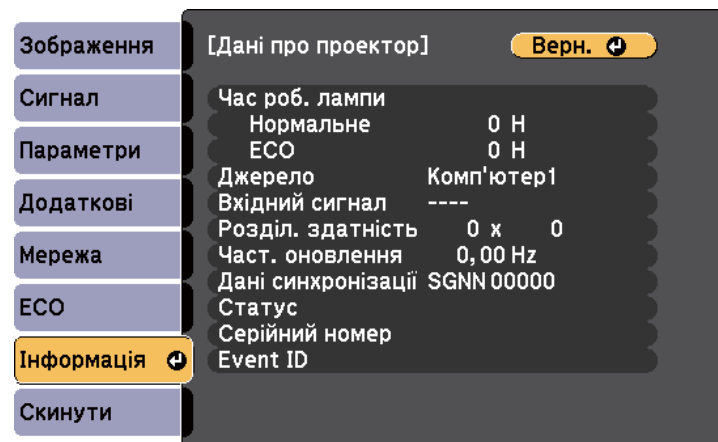 Зображення
Сигнал
Параметри
Додаткові
Мережа
ECO
Інформація
Скинути
[Дані про проектор] Верн.
Час роб. лампи
Нормальне 0 H
ECO 0 H
Джерело Комп'ютер1
Вхідний сигнал ----
Розділ. здатність 0 x 0
Част. оновлення 0,00 Hz
Дані синхронізації SGNN 00000
Статус
Серійний номер
Event ID